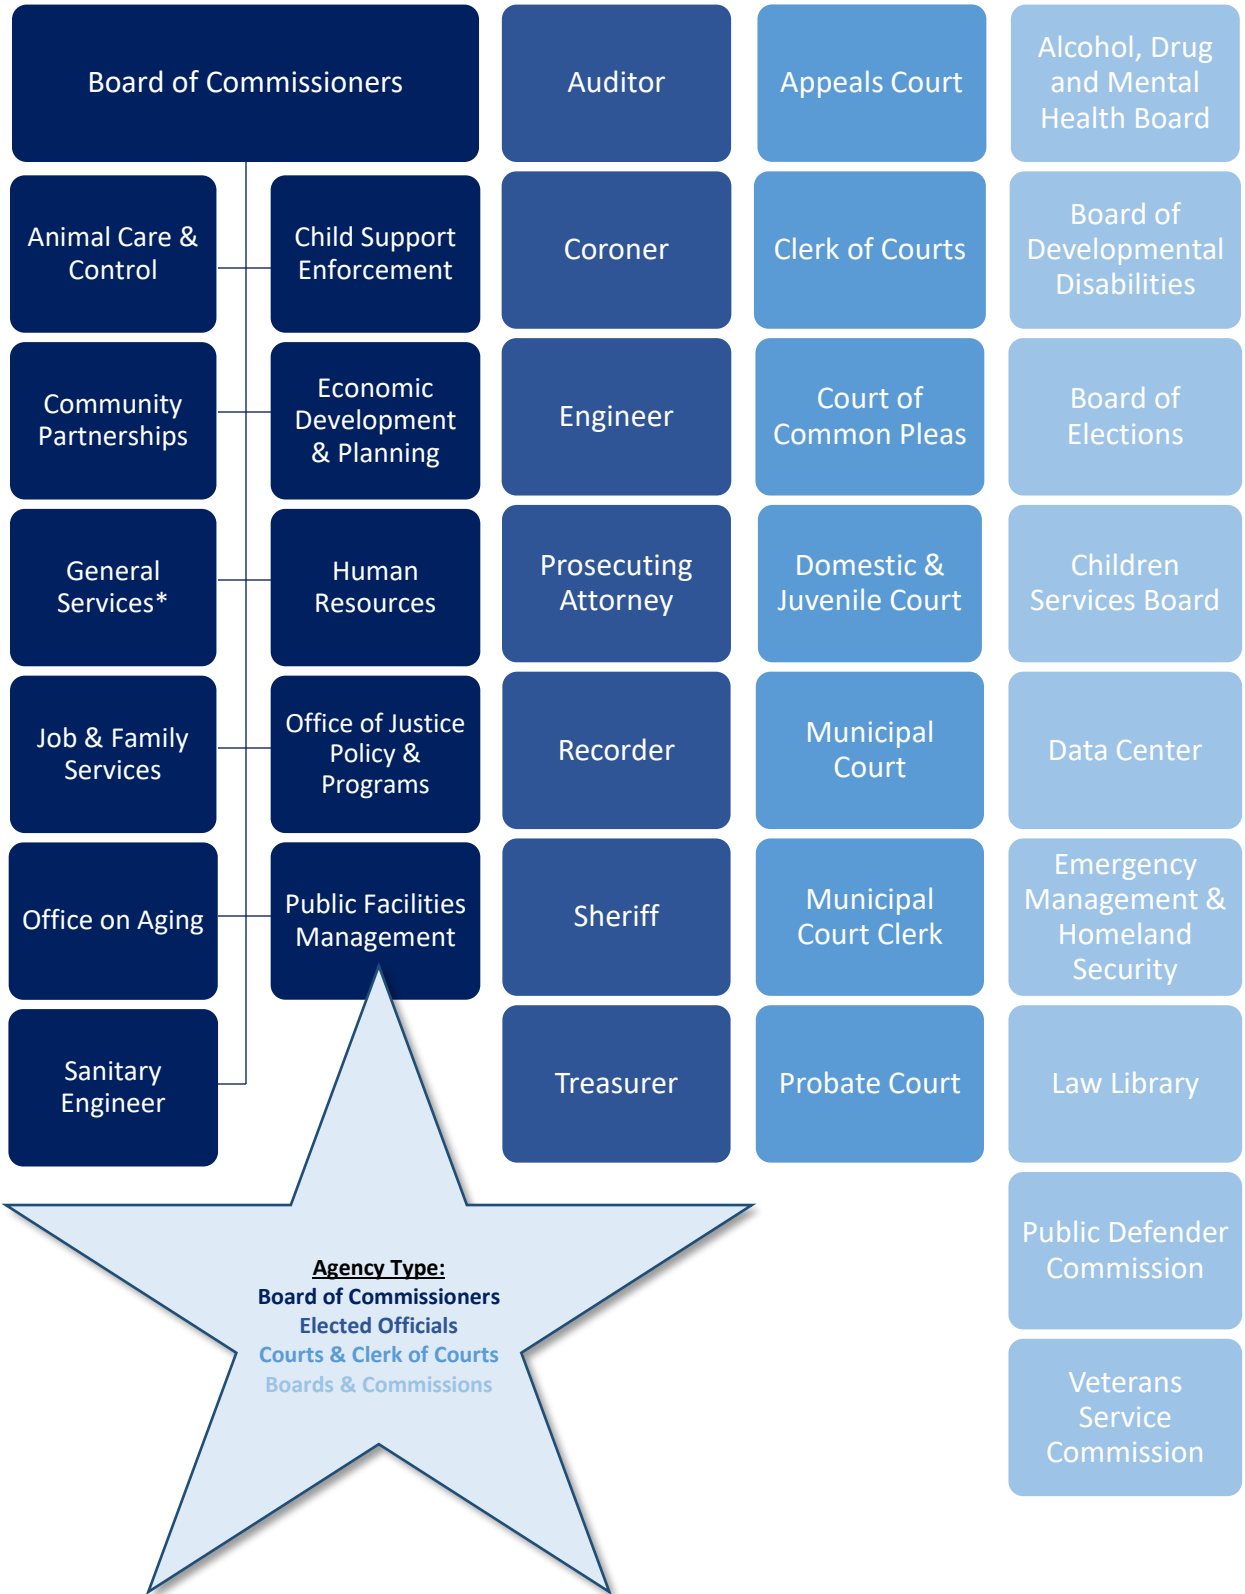 Board of Commissioners
Animal Care &
Control
Child Support
Enforcement
Community
Partnerships
Economic
Development
& Planning
General
Services*
Human
Resources
Job & Family
Services
Office of Justice
Policy &
Programs
Office on Aging
Public Facilities
Management
Sanitary
Engineer
Auditor
Coroner
Engineer
Prosecuting
Attorney
Recorder
Sheriff
Treasurer
Appeals Court
Clerk of Courts
Court of
Common Pleas
Domestic &
Juvenile Court
Municipal
Court
Municipal
Court Clerk
Probate Court
Alcohol, Drug
and Mental
Health Board
Board of
Developmental
Disabilities
Board of
Elections
Children
Services Board
Data Center
Emergency
Management &
Homeland
Security
Law Library
Public Defender
Commission
Veterans
Service
Commission
Agency Type:
Board of Commissioners
Elected Officials
Courts & Clerk of Courts
Boards & Commissions